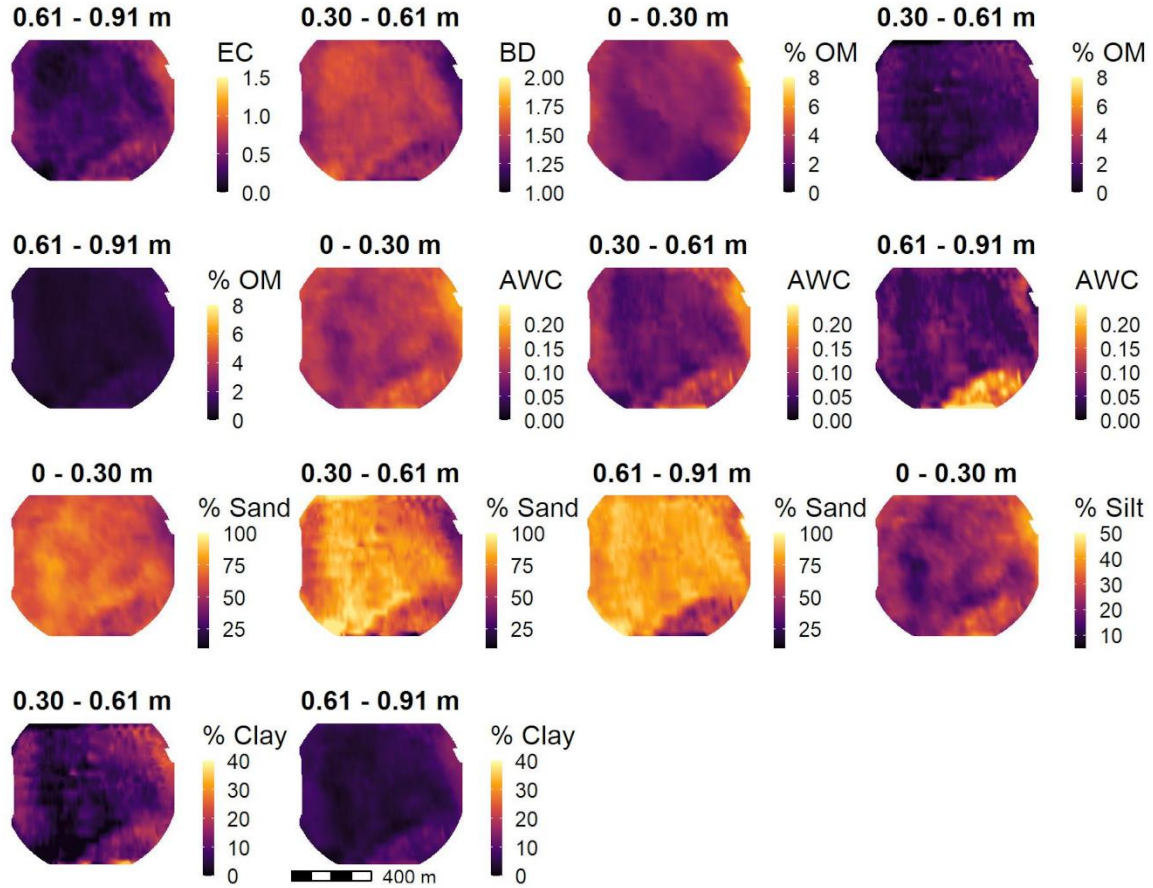 0.61 - 0.91 m
EC
1.5
1.0
0.5
0.0
0.30 - 0.61 m
BD
2.00
1.75
1.50
1.25
1.00
0 - 0.30 m
% OM
8
6
4
2
0
0.30 - 0.61 m
% OM
8
6
4
2
0
0.61 - 0.91 m
% OM
8
6
4
2
0
0 - 0.30 m
AWC
0.20
0.15
0.10
0.05
0.00
0.30 - 0.61 m
AWC
0.20
0.15
0.10
0.05
0.00
0.61 - 0.91 m
AWC
0.20
0.15
0.10
0.05
0.00
0 - 0.30 m
% Sand
100
75
50
25
0.30 - 0.61 m
% Sand
100
75
50
25
0.61 - 0.91 m
% Sand
100
75
50
25
0 - 0.30 m
% Silt
50
40
30
20
10
0.30 - 0.61 m
% Clay
40
30
20
10
0
0.61 - 0.91 m
% Clay
40
30
20
10
0
400 m